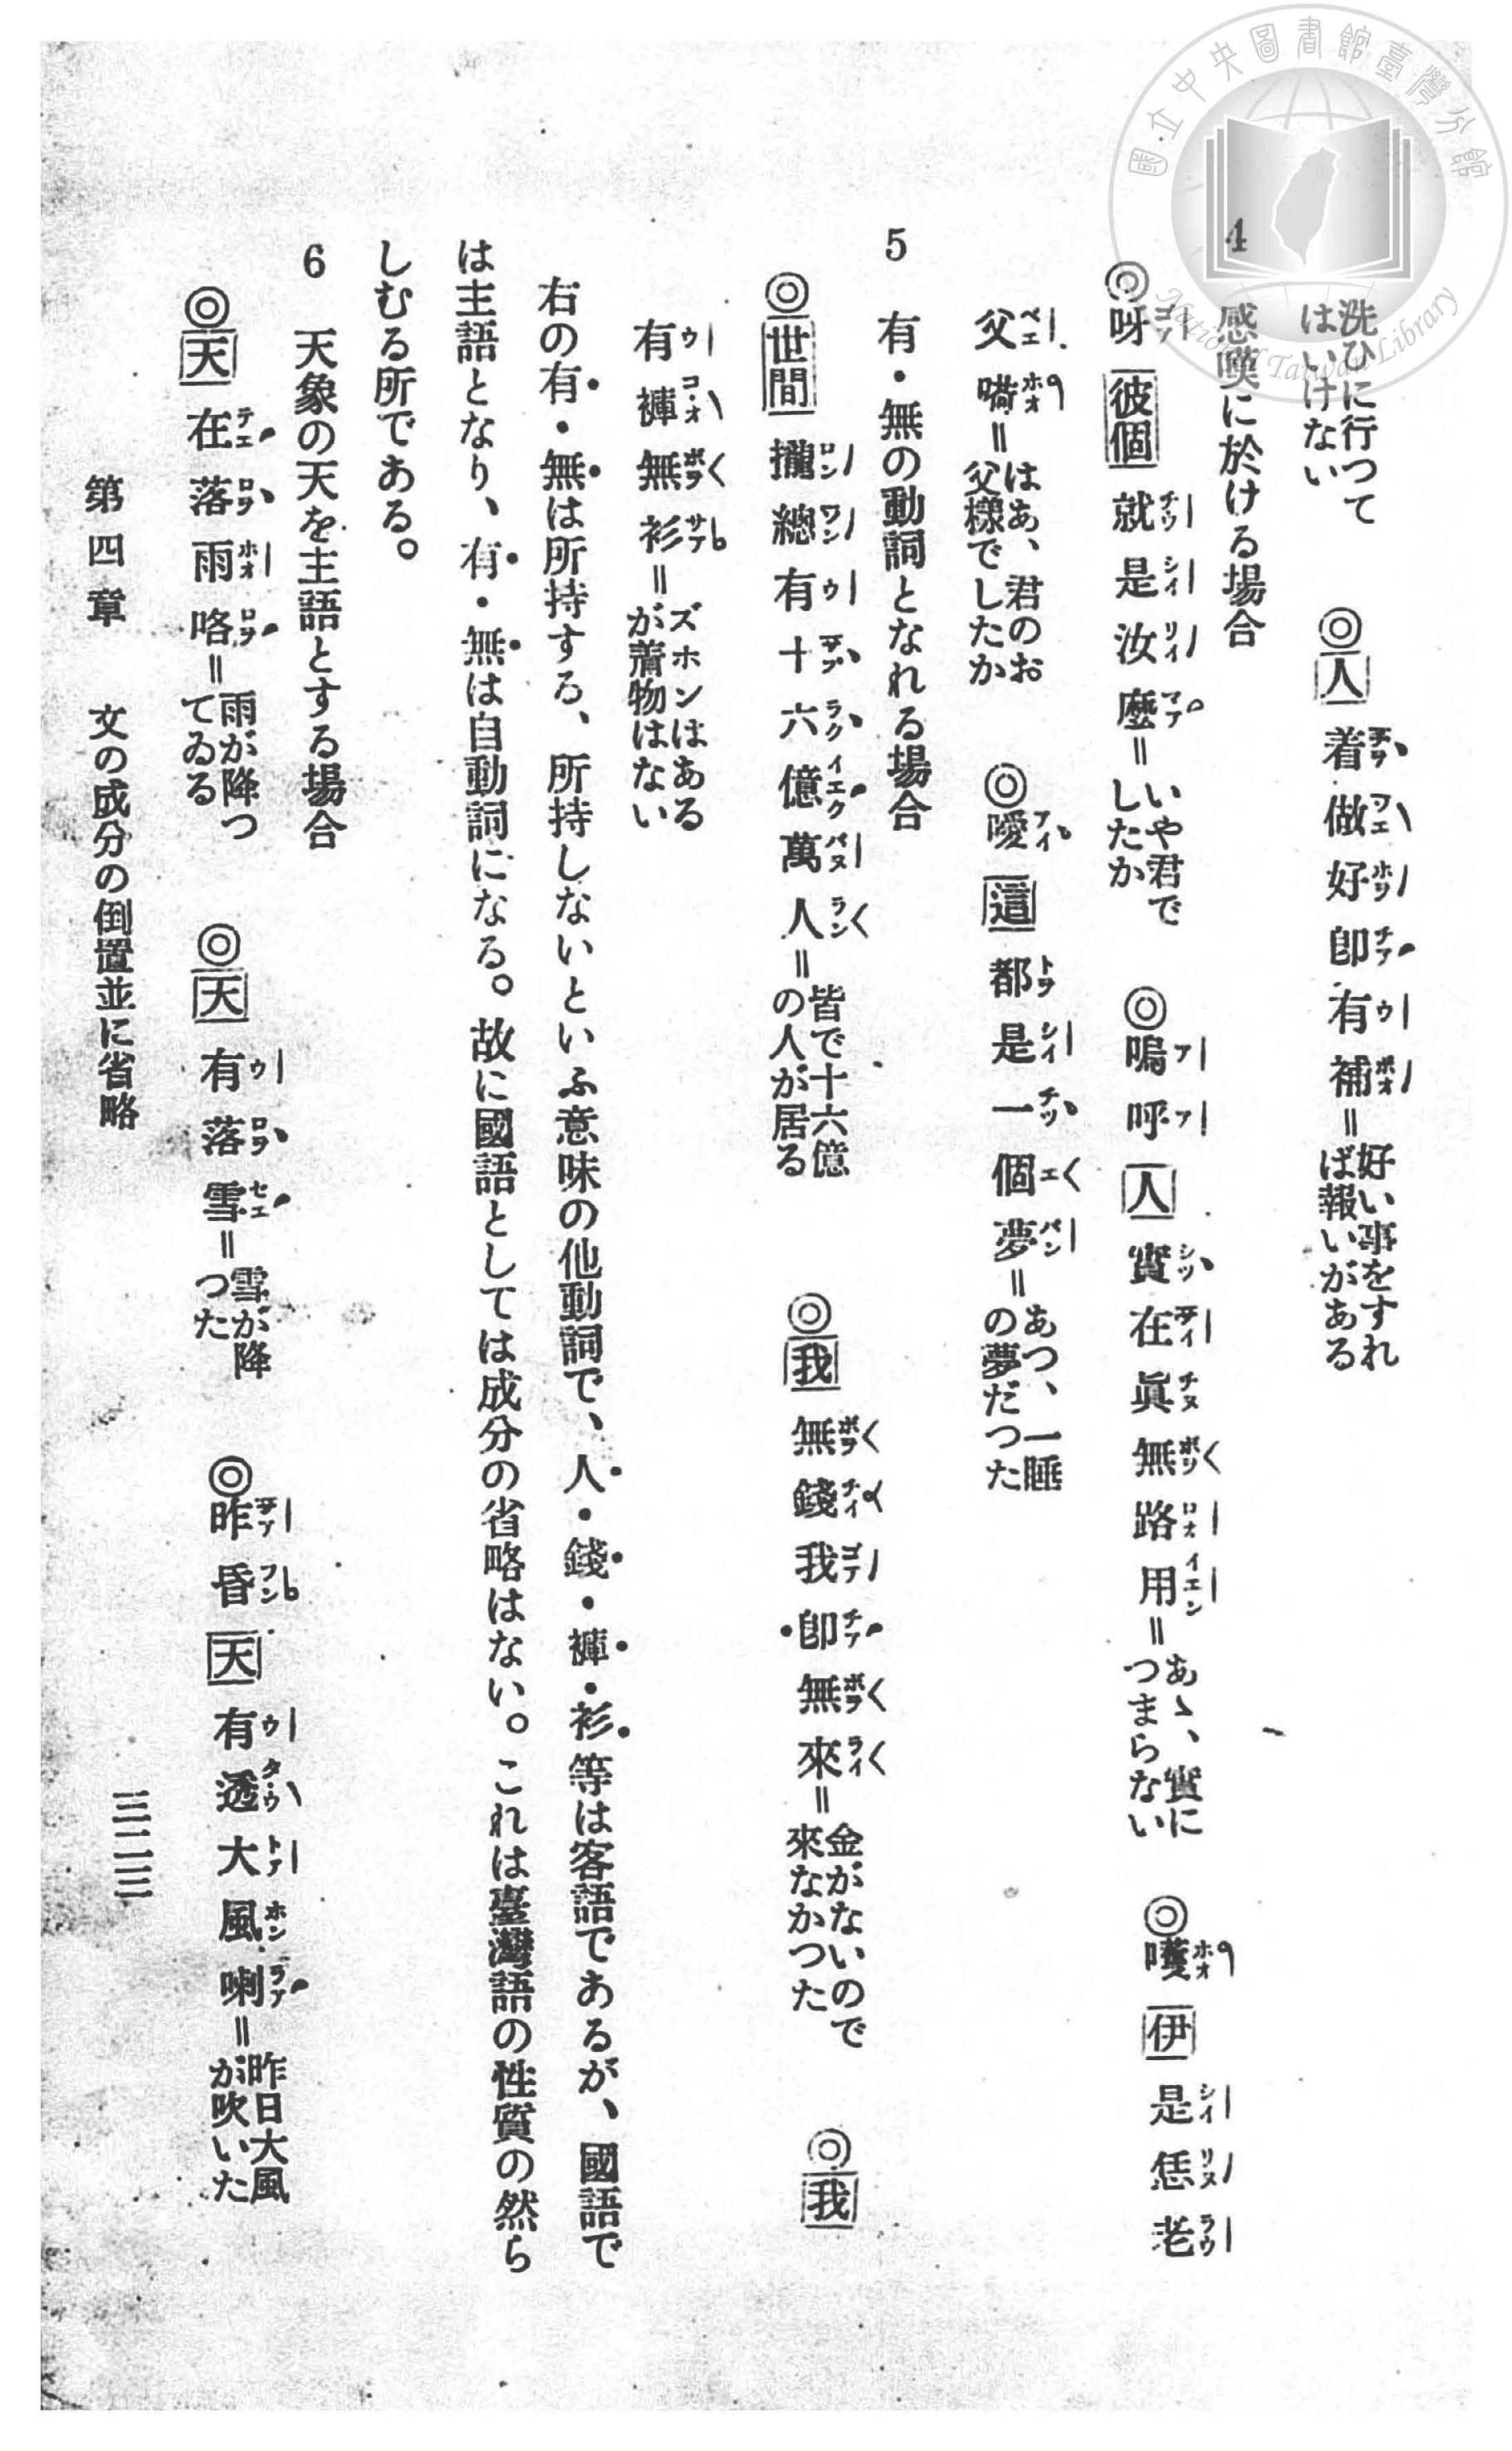 國立中央圖書館臺灣分館
National Taiwan Library
洗ひに行つてはいけない　◎人着做好卽有補＝好い事をすれば報いがある
4　感嘆に於ける場合
◎呀彼個就是汝麽＝いや君でしたか　◎嗚呼人實在眞無路用＝あゝ、實につまらない　◎嚄伊是恁老
父嗬＝はあ、君のお父樣でしたか　◎噯這都是一個夢＝あつ、一睡の夢だつた
5　有・無の動詞となれる場合
◎世間攏總有十六億萬人＝皆で十六億の人が居る　◎我無錢我卽無來＝金がないので來なかつた　◎我
有褲無衫＝ズホンはあるが着物はない
右の有・無は所持する、所持しないといふ意味の他動詞で、人・錢・褲・衫等は客語であるが、國語で
は主語となり、有・無は自動詞になる。故に國語としては成分の省略はない。これは臺灣語の性質の然ら
しむる所である。
6　天象の天を主語とする場合
◎天在落雨咯＝雨が降つてゐる　◎天有落雪＝雪が降つた　◎昨昏天有透大風喇＝昨日大風が吹いた
第四章　文の成分の倒置並に省略　三二三